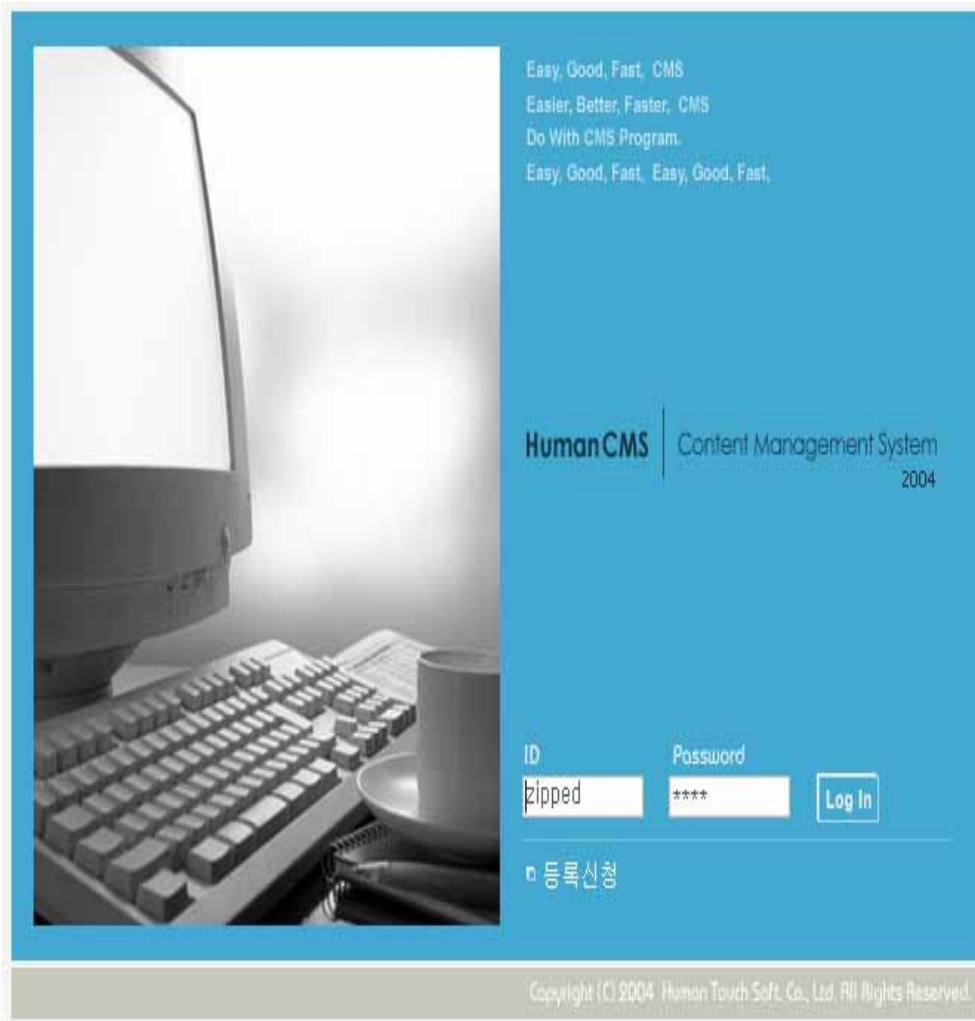 Easy, Good, Fast, CMS
Easier, Better, Faster, CMS
Do With CMS Program.
Easy, Good, Fast, Easy, Good, Fast,
HumanCMS | Content Management System
2004
ID Password
zipped **** Log In
등록신청
Copyright (C) 2004 Human Touch Soft. Co., Ltd. All Rights Reserved.